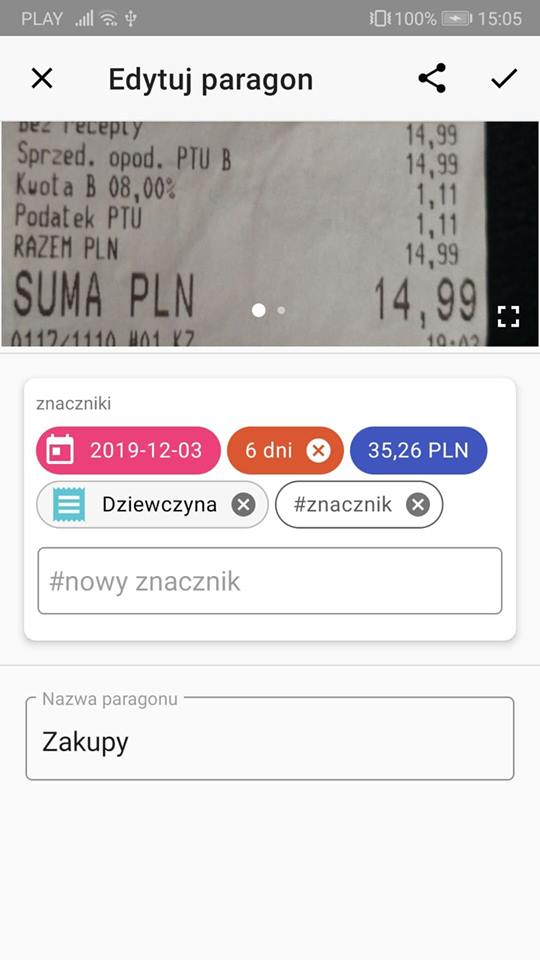 PLAY 100% 15:05
Edytuj paragon
bez recepty 14,99
Sprzed. opod. PTU B 14,99
Kwota B 08,00% 1,11
Podatek PTU 1,11
RAZEM PLN 14,99
SUMA PLN 14,99
0117/1110 #01 KZ 19:02
znaczniki
2019-12-03 6 dni 35,26 PLN
Dziewczyna #znacznik
#nowy znacznik
Nazwa paragonu
Zakupy